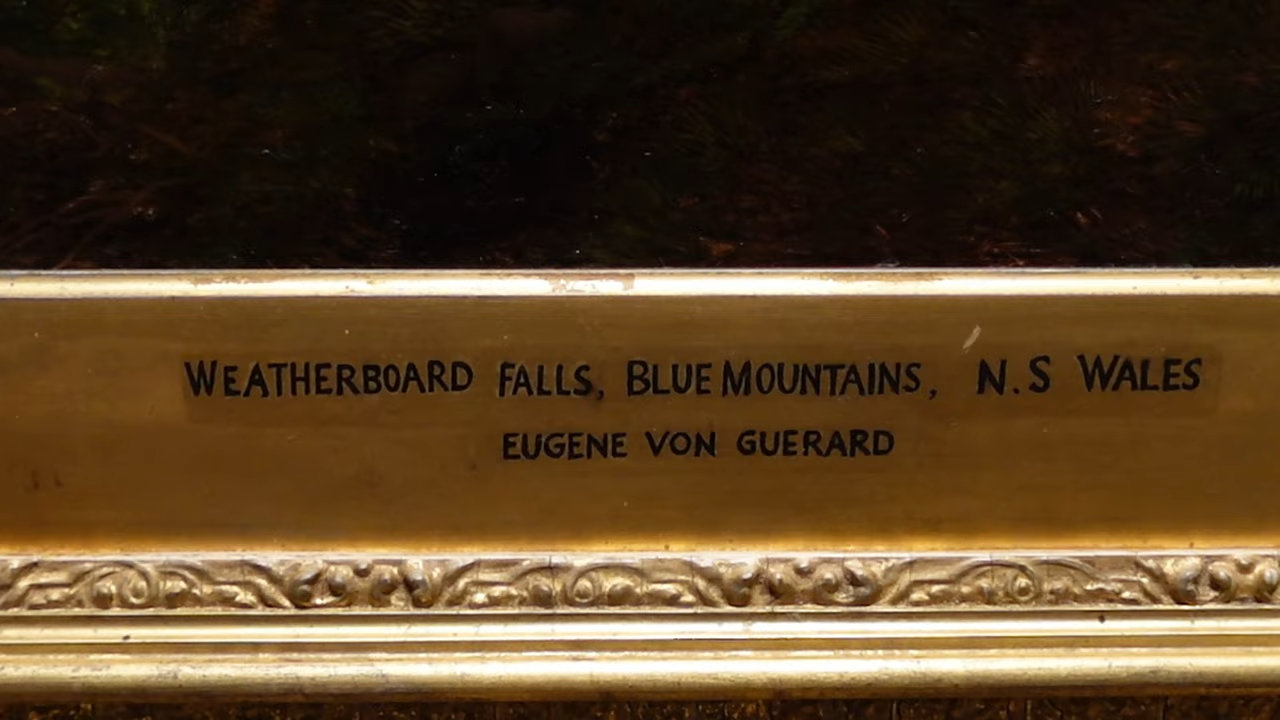 WEATHERBOARD FALLS, BLUE MOUNTAINS, N.S WALES
EUGENE VON GUERARD